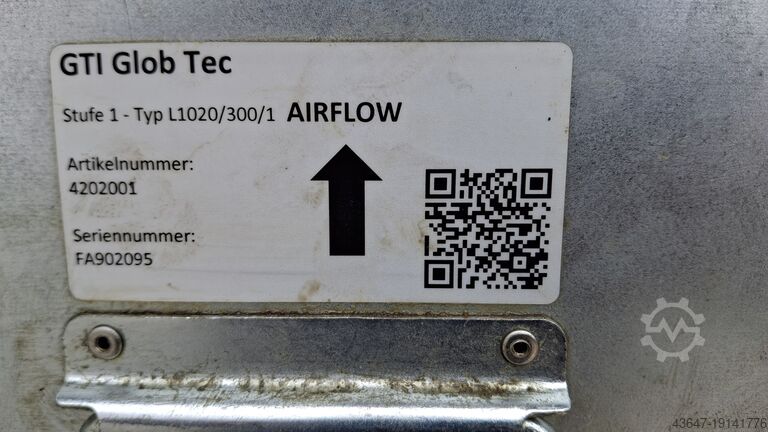 GTI Glob Tec
Stufe 1 - Typ L1020/300/1 AIRFLOW
Artikelnummer:
4202001
Seriennummer:
FA902095
43647-19141776